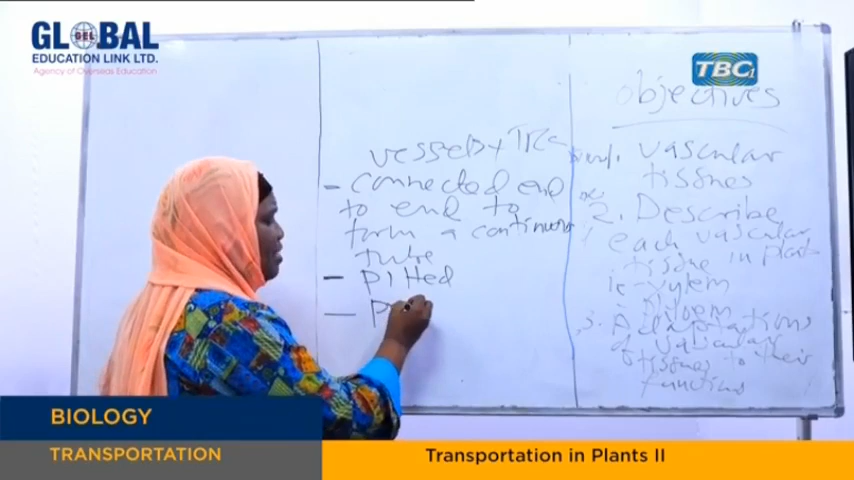 GLOBAL
GEL
EDUCATION LINK LTD.
Agency of Overseas Education
TBC1
vessels & TRC
- connected end
to end to
form a continuous
tube
- pitted
- P
objectives
vascular
tissues
2. Describe
each vascular
tissue in plants
ie - xylem
phloem
3. Adaptations
of vascular
tissues to their
functions
BIOLOGY
TRANSPORTATION
Transportation in Plants II